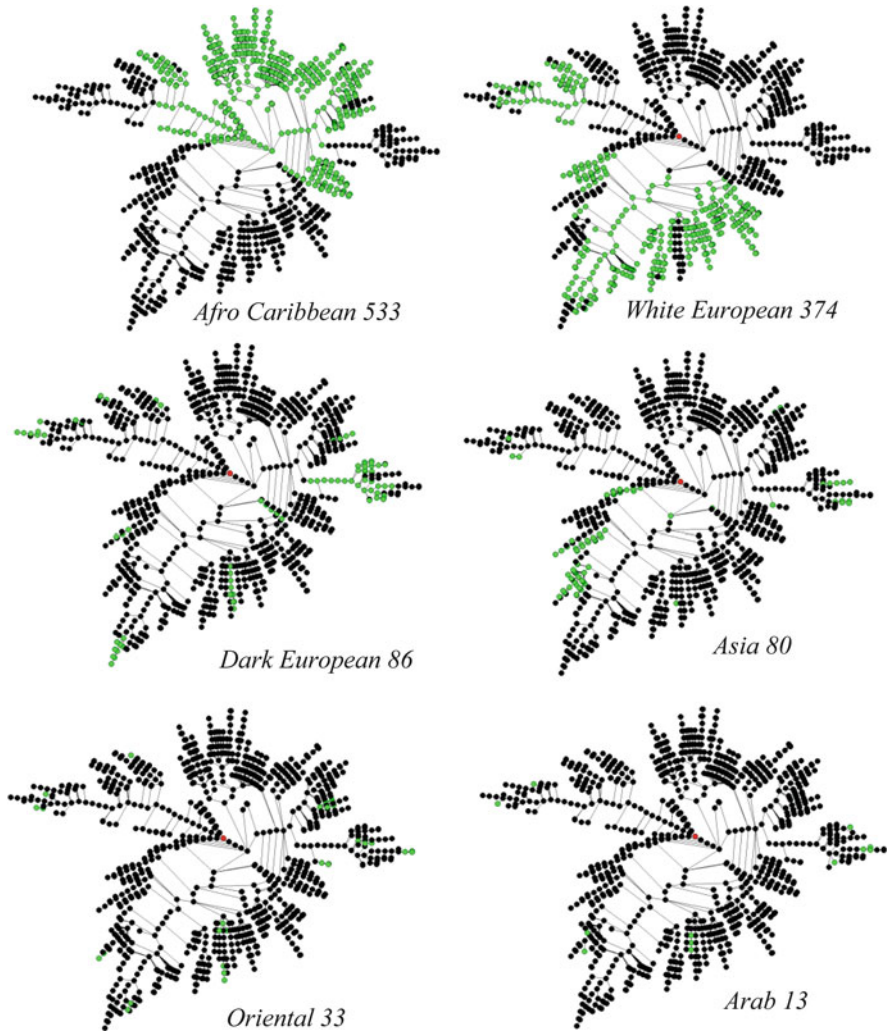 Afro Caribbean 533
White European 374
Dark European 86
Asia 80
Oriental 33
Arab 13